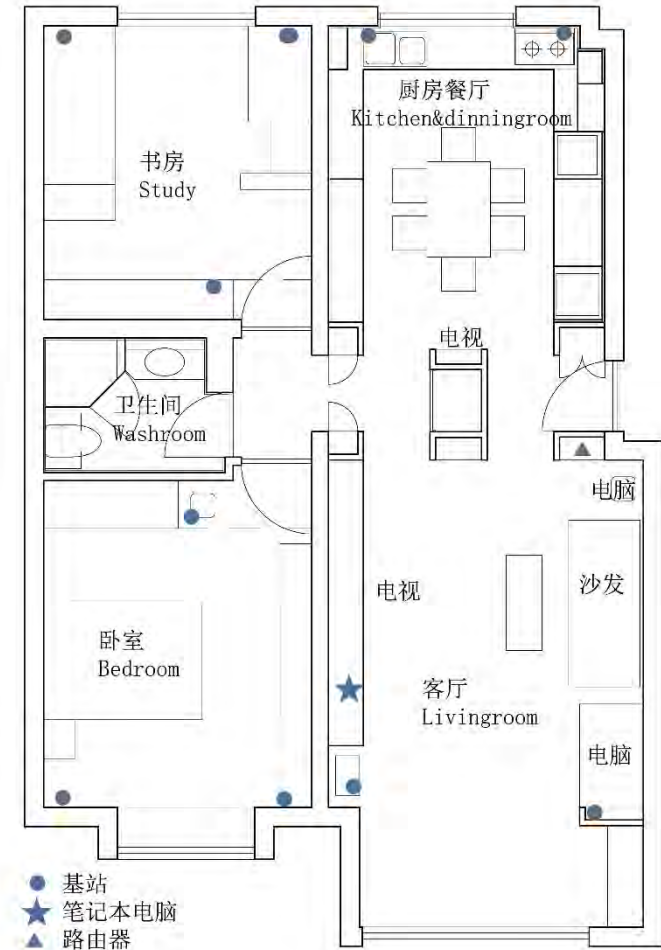 厨房餐厅
Kitchen&dinningroom
书房
Study
电视
卫生间
Washroom
电脑
电视
沙发
卧室
Bedroom
客厅
Livingroom
电脑
基站
笔记本电脑
路由器